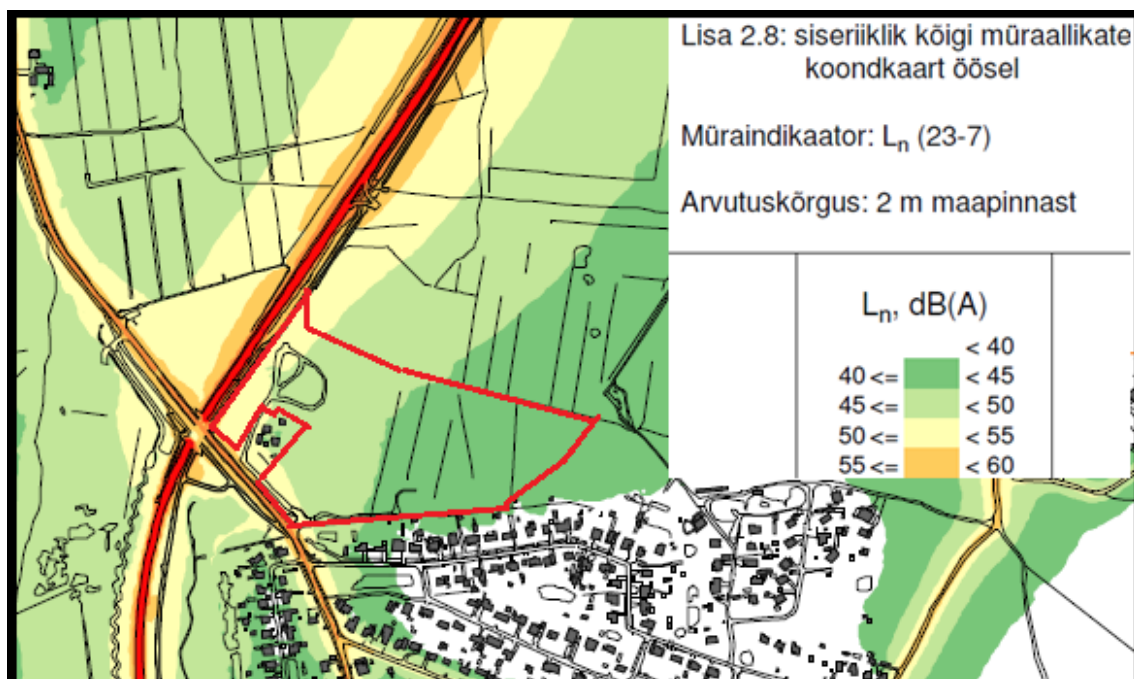 Lisa 2.8: siseriiklik kõigi müraallikate
koondkaart öösel
Müraindikaator: Ln (23-7)
Arvutuskõrgus: 2 m maapinnast
Ln, dB(A)
< 40
40 <= < 45
45 <= < 50
50 <= < 55
55 <= < 60